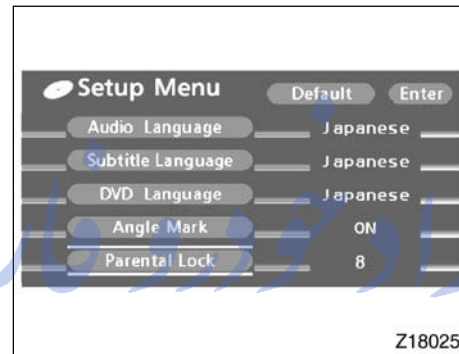 Setup Menu Default Enter
Audio Language Japanese
Subtitle Language Japanese
DVD Language Japanese
Angle Mark ON
Parental Lock 8
Z18025